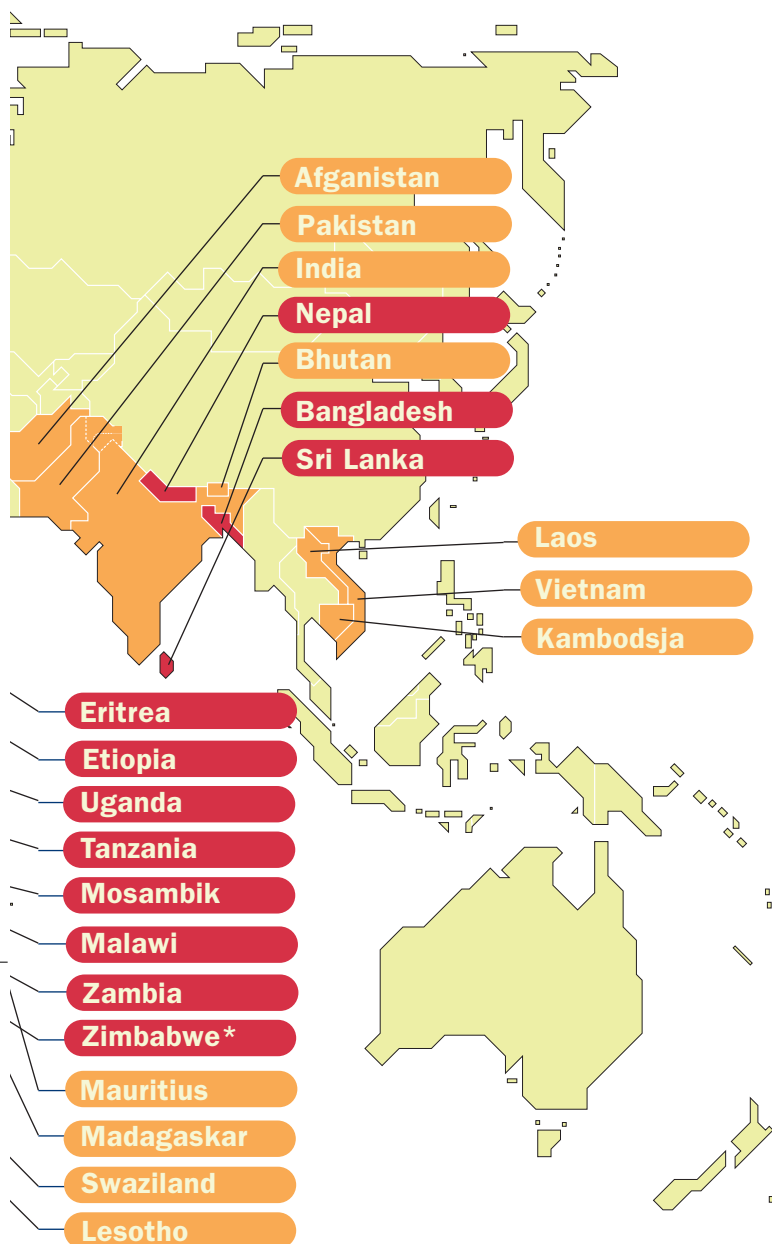 Afganistan
Pakistan
India
Nepal
Bhutan
Bangladesh
Sri Lanka
Laos
Vietnam
Kambodsja
Eritrea
Etiopia
Uganda
Tanzania
Mosambik
Malawi
Zambia
Zimbabwe*
Mauritius
Madagaskar
Swaziland
Lesotho